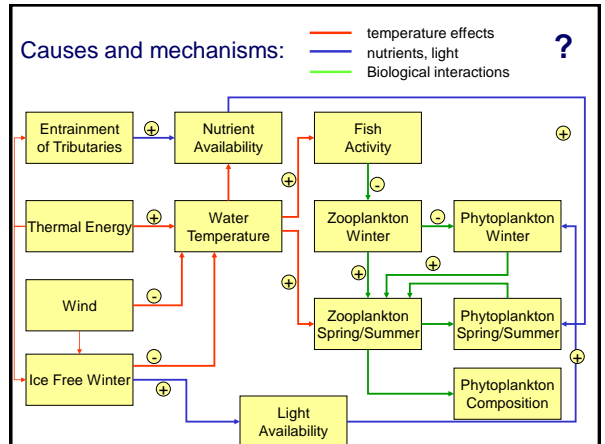 Causes and mechanisms:
temperature effects
nutrients, light
Biological interactions
?
Entrainment
of Tributaries
+
Nutrient
Availability
Fish
Activity
+
+
-
Thermal Energy
+
Water
Temperature
Zooplankton
Winter
-
Phytoplankton
Winter
+
+
+
Wind
-
Zooplankton
Spring/Summer
Phytoplankton
Spring/Summer
-
+
Ice Free Winter
+
Light
Availability
Phytoplankton
Composition